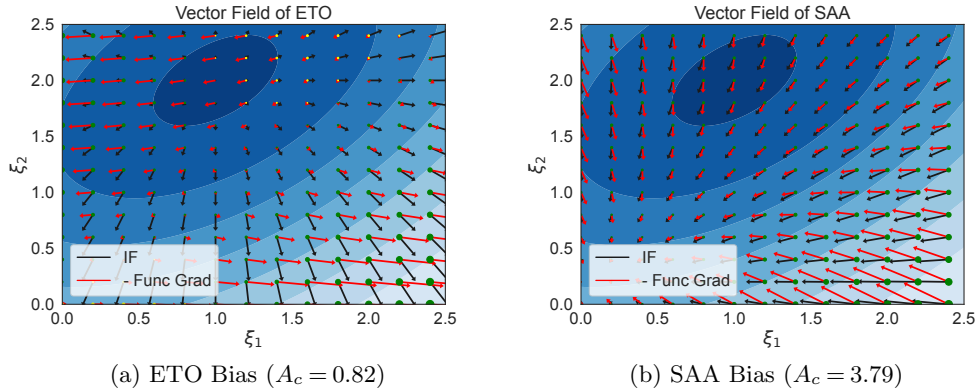 Vector Field of ETO
2.5
2.0
1.5
ξ2
1.0
0.5
0.0
IF
- Func Grad
0.0 0.5 1.0 1.5 2.0 2.5
ξ1
(a) ETO Bias (A_c = 0.82)
Vector Field of SAA
2.5
2.0
1.5
ξ2
1.0
0.5
0.0
IF
- Func Grad
0.0 0.5 1.0 1.5 2.0 2.5
ξ1
(b) SAA Bias (A_c = 3.79)